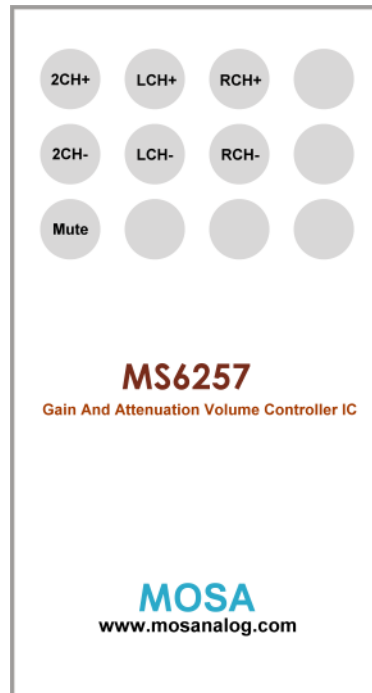 2CH+ LCH+ RCH+
2CH- LCH- RCH-
Mute
MS6257
Gain And Attenuation Volume Controller IC
MOSA
www.mosanalog.com